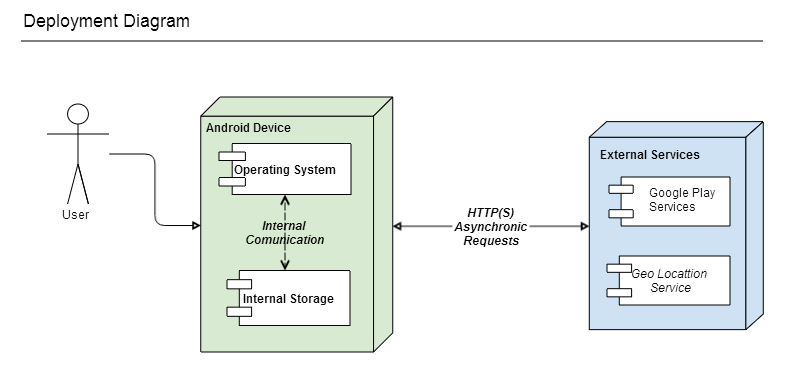 Deployment Diagram
User
Android Device
Operating System
Internal
Comunication
Internal Storage
HTTP(S)
Asynchronic
Requests
External Services
Google Play
Services
Geo Locattion
Service